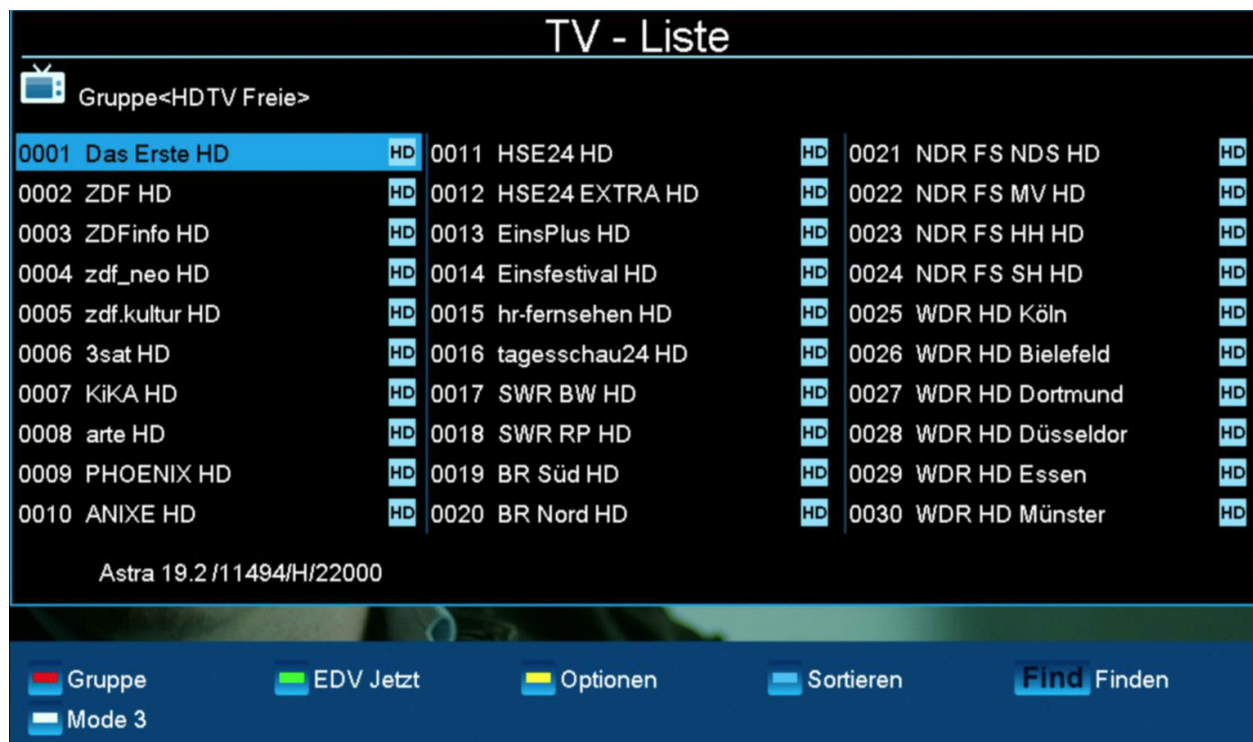 TV - Liste
Gruppe<HDTV Freie>
0001 Das Erste HD HD
0002 ZDF HD HD
0003 ZDFinfo HD HD
0004 zdf_neo HD HD
0005 zdf.kultur HD HD
0006 3sat HD HD
0007 KiKA HD HD
0008 arte HD HD
0009 PHOENIX HD HD
0010 ANIXE HD HD
0011 HSE24 HD HD
0012 HSE24 EXTRA HD HD
0013 EinsPlus HD HD
0014 Einsfestival HD HD
0015 hr-fernsehen HD HD
0016 tagesschau24 HD HD
0017 SWR BW HD HD
0018 SWR RP HD HD
0019 BR Süd HD HD
0020 BR Nord HD HD
0021 NDR FS NDS HD HD
0022 NDR FS MV HD HD
0023 NDR FS HH HD HD
0024 NDR FS SH HD HD
0025 WDR HD Köln HD
0026 WDR HD Bielefeld HD
0027 WDR HD Dortmund HD
0028 WDR HD Düsseldor HD
0029 WDR HD Essen HD
0030 WDR HD Münster HD
Astra 19.2 /11494/H/22000
Gruppe EDV Jetzt Optionen Sortieren Find Finden
Mode 3